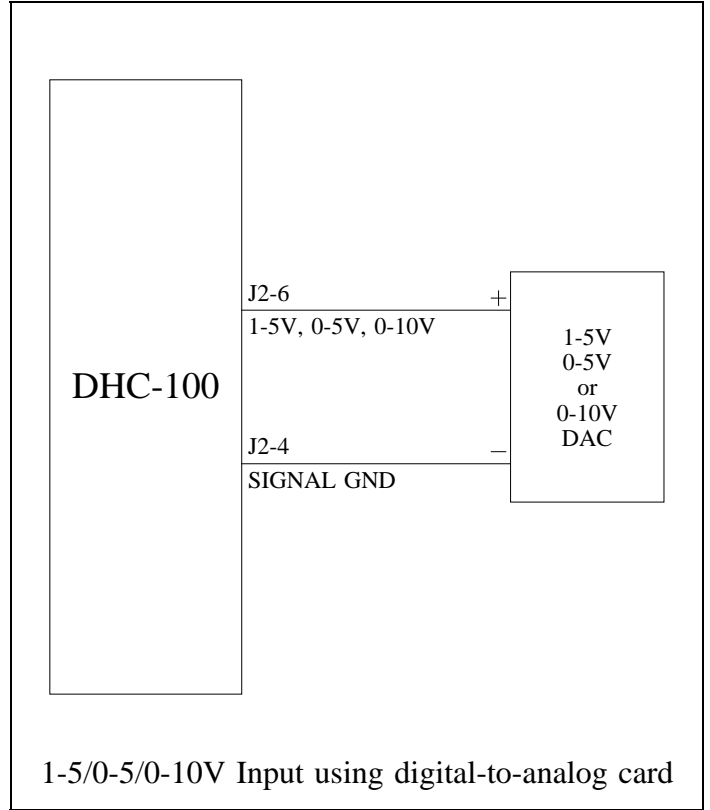 J2-6
+
1-5V, 0-5V, 0-10V
DHC-100
J2-4
−
SIGNAL GND
1-5V
0-5V
or
0-10V
DAC
1-5/0-5/0-10V Input using digital-to-analog card